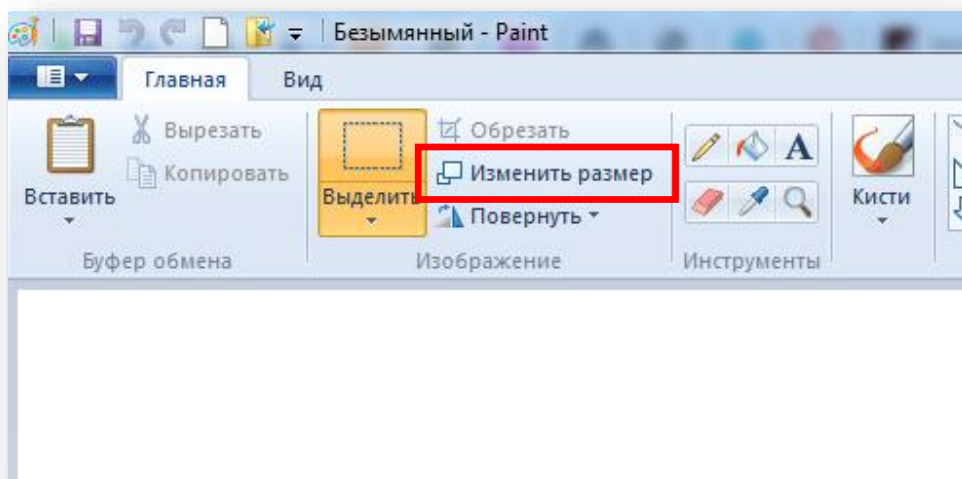 Безымянный - Paint
Главная Вид
Вставить
Вырезать
Копировать
Буфер обмена
Выделить
Обрезать
Изменить размер
Повернуть
Изображение
A
Инструменты
Кисти